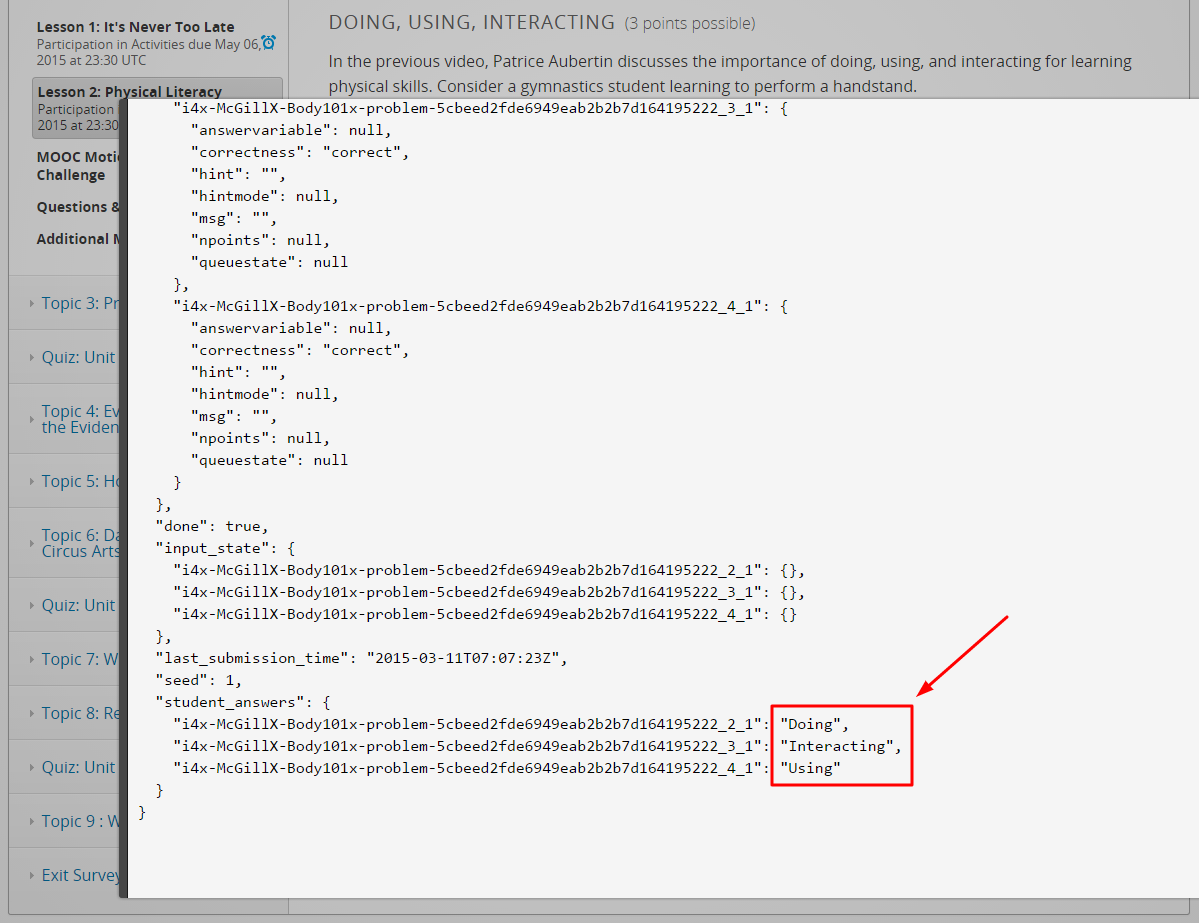 Lesson 1: It's Never Too Late
Participation in Activities due May 06,
2015 at 23:30 UTC
Lesson 2: Physical Literacy
Participation
2015 at 23:30
MOOC
Challenge
Questions &
Additional
Topic 3:
Quiz: Unit
Topic 4:
the
Topic 5:
Topic 6:
Circus Arts
Quiz: Unit
Topic 7:
Topic 8:
Quiz: Unit
Topic 9 :
Exit Survey
DOING, USING, INTERACTING (3 points possible)
In the previous video, Patrice Aubertin discusses the importance of doing, using, and interacting for learning
physical skills. Consider a gymnastics student learning to perform a handstand.
"i4x-McGillX-Body101x-problem-5cbeed2fde6949eab2b2b7d164195222_3_1": {
"answervariable": null,
"correctness": "correct",
"hint": "",
"hintmode": null,
"msg": "",
"npoints": null,
"queuestate": null
},
"i4x-McGillX-Body101x-problem-5cbeed2fde6949eab2b2b7d164195222_4_1": {
"answervariable": null,
"correctness": "correct",
"hint": "",
"hintmode": null,
"msg": "",
"npoints": null,
"queuestate": null
}
},
"done": true,
"input_state": {
"i4x-McGillX-Body101x-problem-5cbeed2fde6949eab2b2b7d164195222_2_1": {},
"i4x-McGillX-Body101x-problem-5cbeed2fde6949eab2b2b7d164195222_3_1": {},
"i4x-McGillX-Body101x-problem-5cbeed2fde6949eab2b2b7d164195222_4_1": {}
},
"last_submission_time": "2015-03-11T07:07:23Z",
"seed": 1,
"student_answers": {
"i4x-McGillX-Body101x-problem-5cbeed2fde6949eab2b2b7d164195222_2_1": "Doing",
"i4x-McGillX-Body101x-problem-5cbeed2fde6949eab2b2b7d164195222_3_1": "Interacting",
"i4x-McGillX-Body101x-problem-5cbeed2fde6949eab2b2b7d164195222_4_1": "Using"
}
}